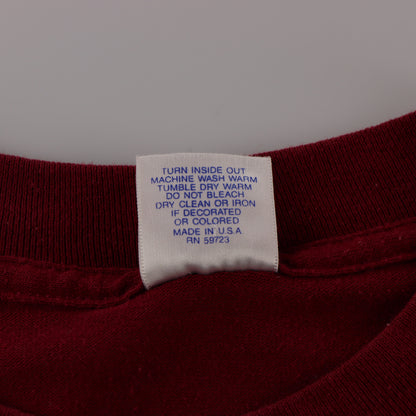 TURN INSIDE OUT
MACHINE WASH WARM
TUMBLE DRY WARM
DO NOT BLEACH
DRY CLEAN OR IRON
IF DECORATED
OR COLORED
MADE IN U.S.A
RN 59723